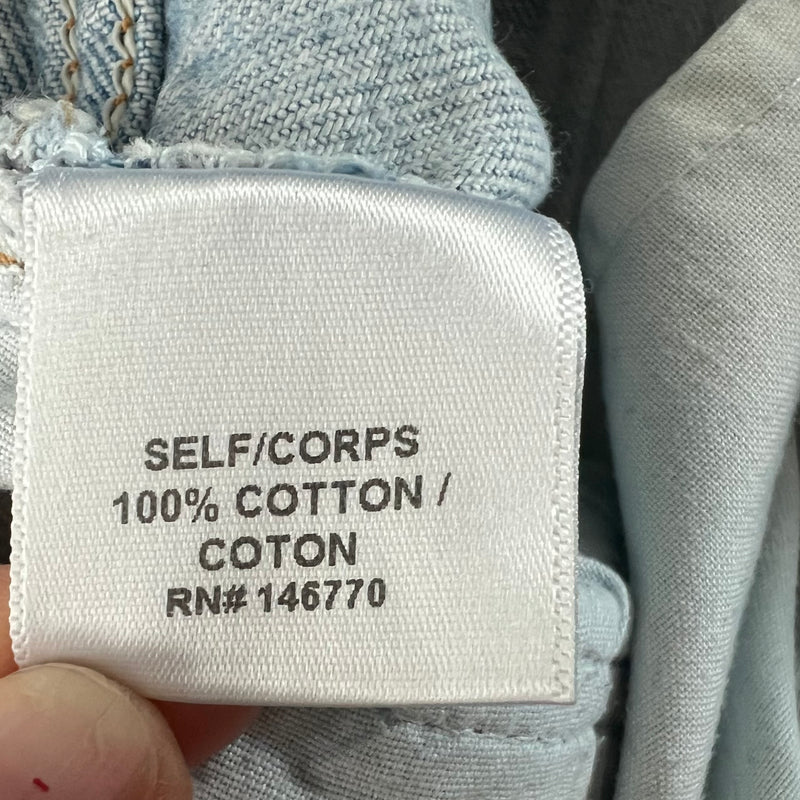 SELF/CORPS
100% COTTON /
COTON
RN# 146770